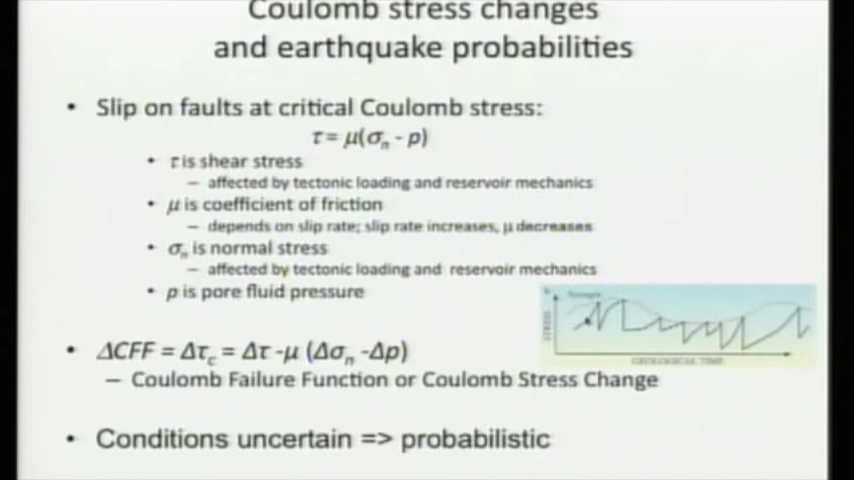 Coulomb stress changes
and earthquake probabilities
• Slip on faults at critical Coulomb stress:
τ = μ(σn - p)
• τ is shear stress
– affected by tectonic loading and reservoir mechanics
• μ is coefficient of friction
– depends on slip rate; slip rate increases, μ decreases
• σn is normal stress
– affected by tectonic loading and reservoir mechanics
• p is pore fluid pressure
STRESS
GEOLOGICAL TIME
• ΔCFF = Δτc = Δτ -μ (Δσn -Δp)
– Coulomb Failure Function or Coulomb Stress Change
• Conditions uncertain => probabilistic